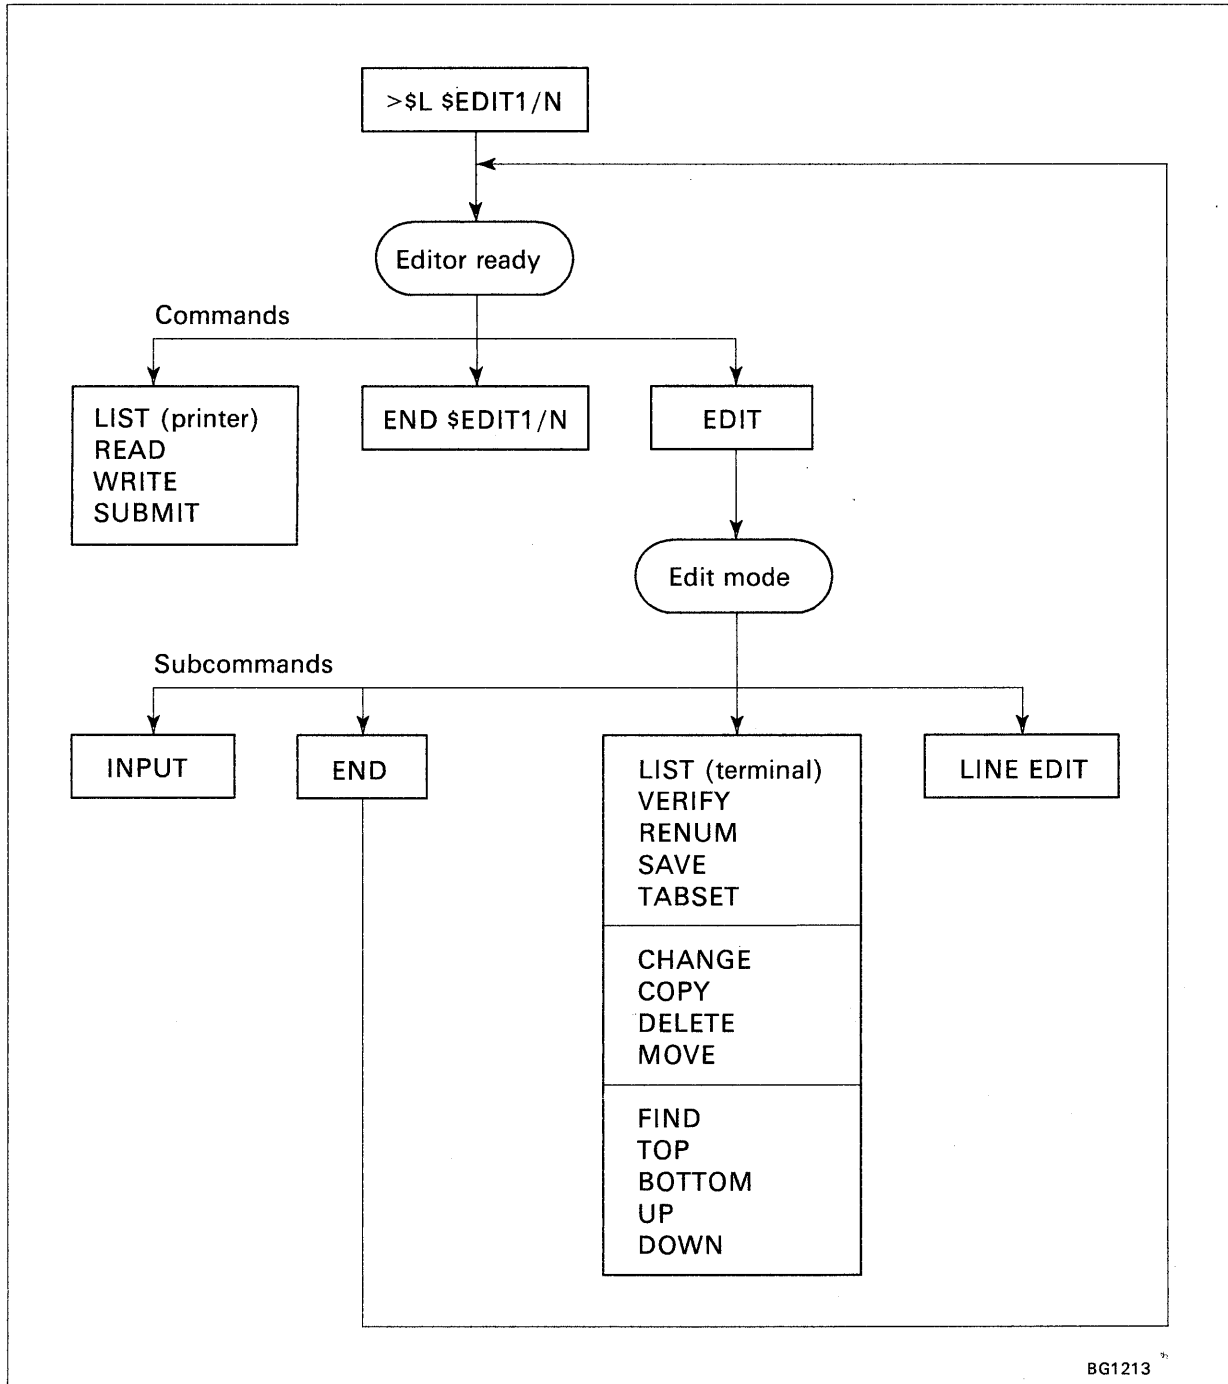 >$L $EDIT1/N
Editor ready
Commands
LIST (printer)
READ
WRITE
SUBMIT
END $EDIT1/N
EDIT
Edit mode
Subcommands
INPUT
END
LIST (terminal)
VERIFY
RENUM
SAVE
TABSET
CHANGE
COPY
DELETE
MOVE
FIND
TOP
BOTTOM
UP
DOWN
LINE EDIT
BG1213